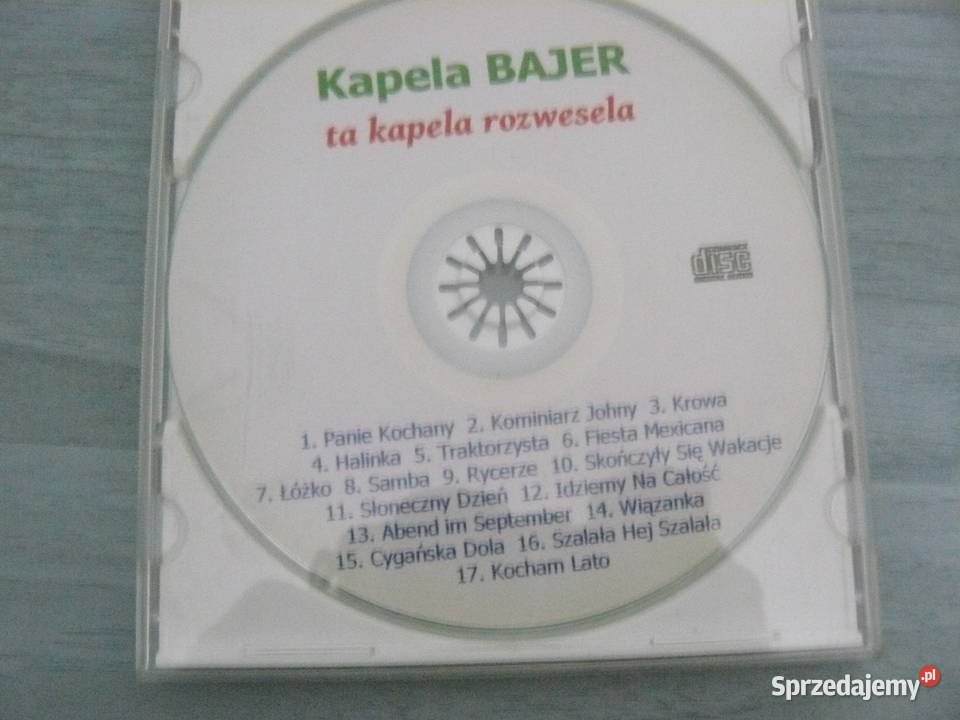 Kapela BAJER
ta kapela rozwesela
disc
1. Panie Kochany 2. Kominiarz Johny 3. Krowa
4. Halinka 5. Traktorzysta 6. Fiesta Mexicana
7. Łóżko 8. Samba 9. Rycerze 10. Skończyły Się Wakacje
11. Słoneczny Dzień 12. Idziemy Na Całość
13. Abend im September 14. Wiązanka
15. Cygańska Dola 16. Szalała Hej Szalała
17. Kocham Lato
Sprzedajemy.pl